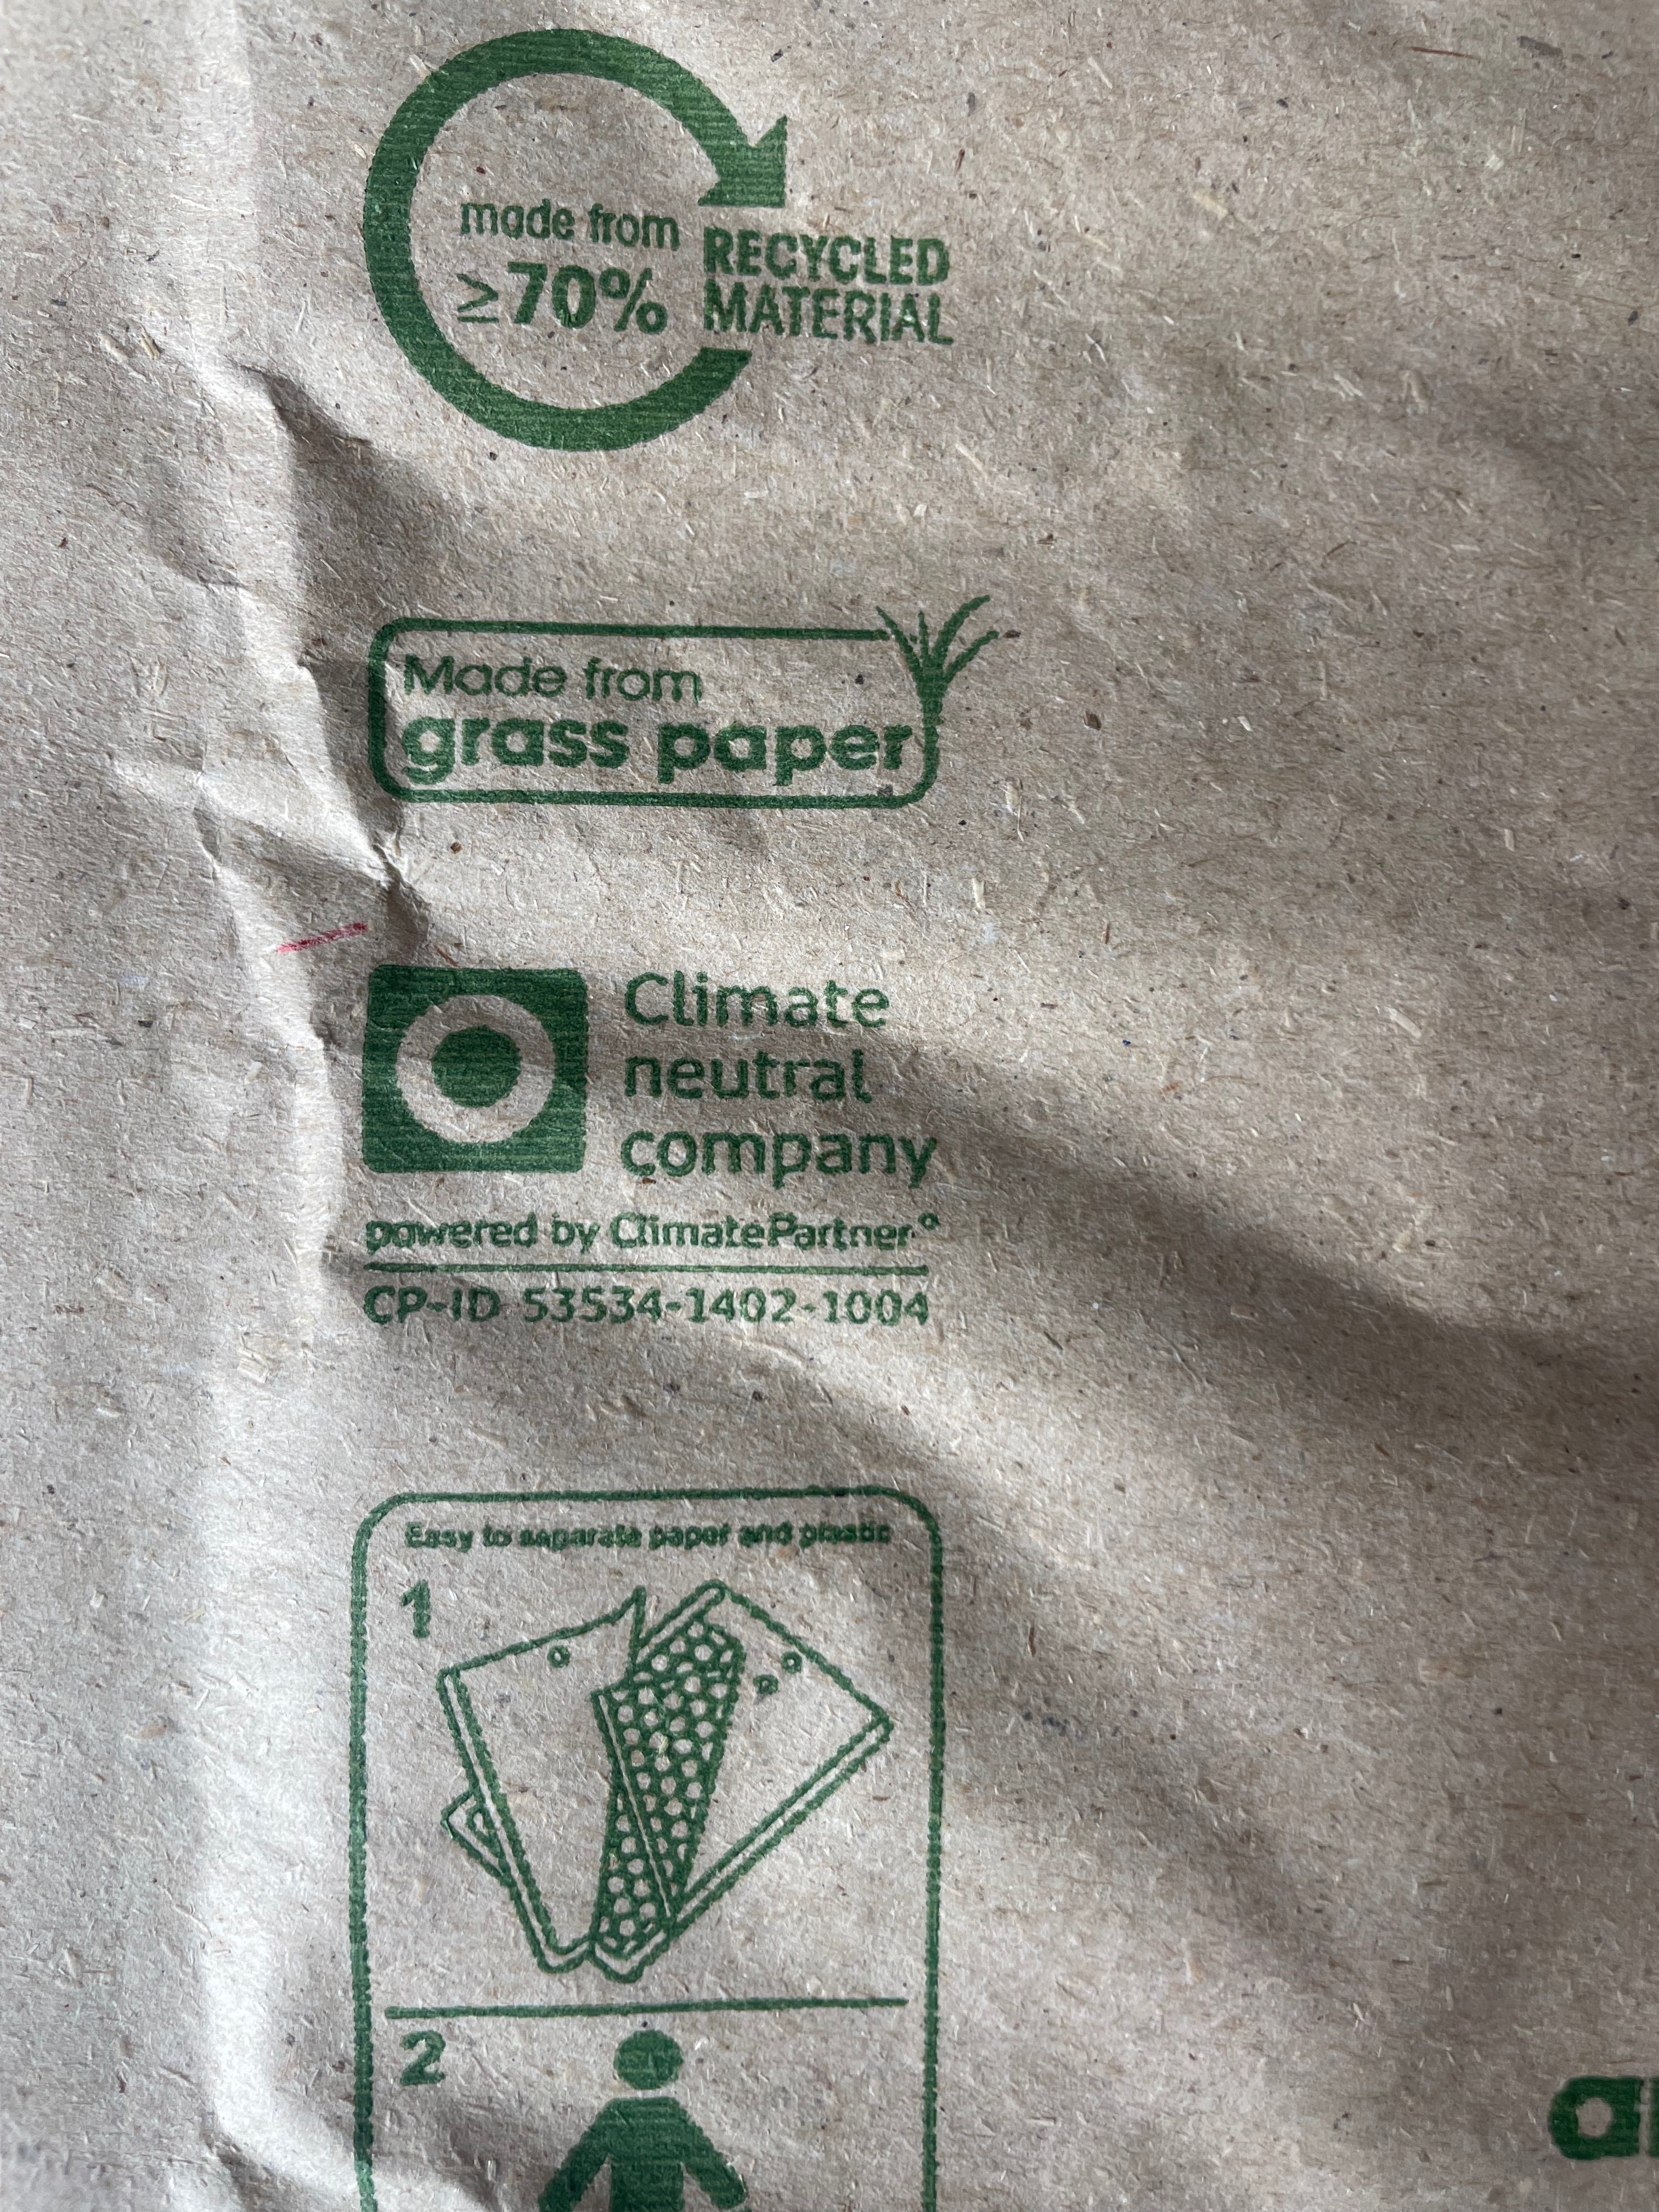 made from
≥70%
RECYCLED
MATERIAL
Made from
grass paper
Climate
neutral
company
powered by ClimatePartner°
CP-ID 53534-1402-1004
Easy to separate paper and plastic
1
2